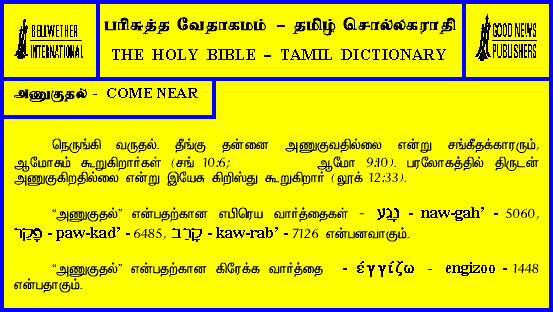 BELLWETHER
INTERNATIONAL
பரிசுத்த வேதாகமம் – தமிழ் சொல்லகராதி
THE HOLY BIBLE – TAMIL DICTIONARY
GOOD NEWS
PUBLISHERS
அணுகுதல் - COME NEAR
நெருங்கி வருதல். தீங்கு தன்னை அணுகுவதில்லை என்று சங்கீதக்காரரும்,
ஆமோசும் கூறுகிறார்கள் (சங் 10:6; ஆமோ 9:10). பரலோகத்தில் திருடன்
அணுகுகிறதில்லை என்று இயேசு கிறிஸ்து கூறுகிறார் (லூக் 12:33).
“அணுகுதல்” என்பதற்கான எபிரெய வார்த்தைகள் - נָגַע - naw-gah’ - 5060,
פָּקַד - paw-kad’ - 6485, קָרַב - kaw-rab’ - 7126 என்பனவாகும்.
“அணுகுதல்” என்பதற்கான கிரேக்க வார்த்தை - ἐγγίζω - engizoo - 1448
என்பதாகும்.